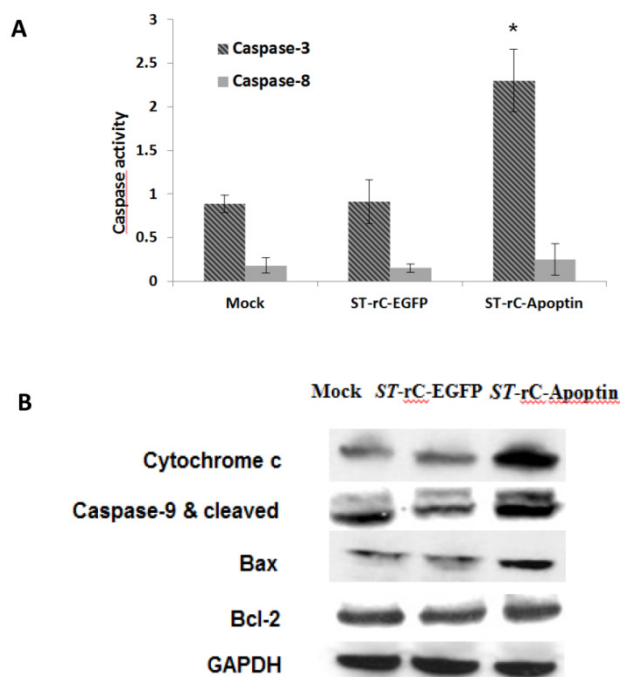 A
3
2.5
2
1.5
1
0.5
0
Caspase activity
Caspase-3
Caspase-8
*
Mock ST-rC-EGFP ST-rC-Apoptin
B
Mock ST-rC-EGFP ST-rC-Apoptin
Cytochrome c
Caspase-9 & cleaved
Bax
Bcl-2
GAPDH